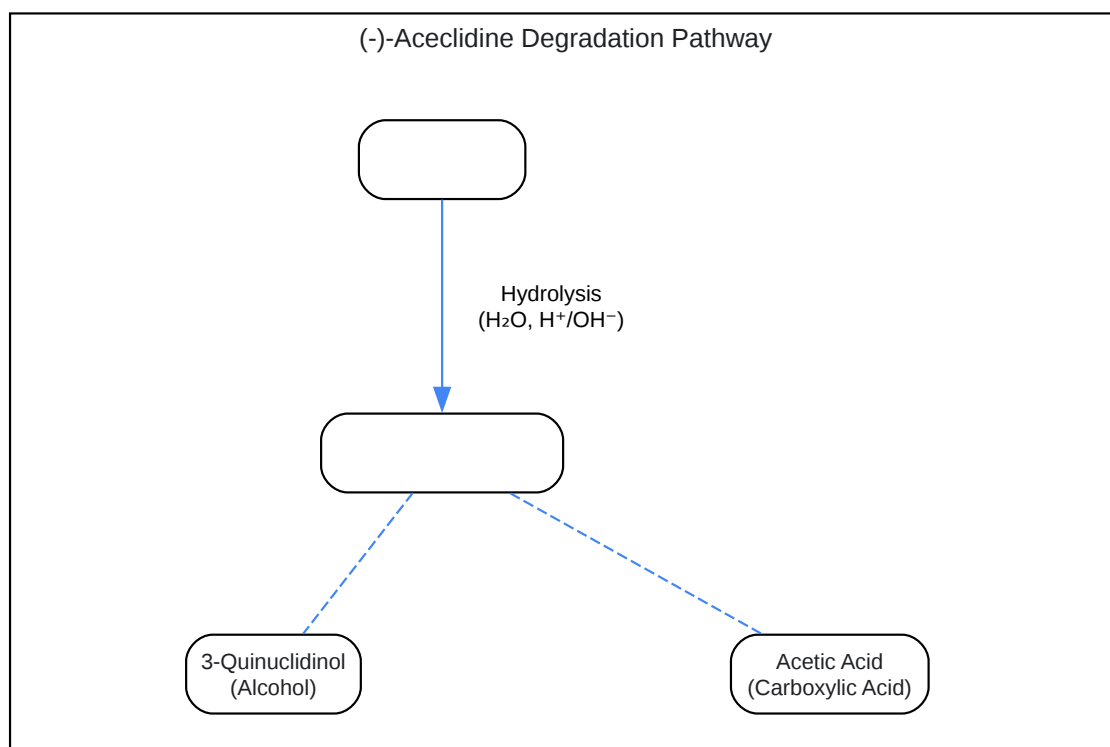 (-)-Aceclidine Degradation Pathway
Hydrolysis
(H₂O, H⁺/OH⁻)
3-Quinuclidinol
(Alcohol)
Acetic Acid
(Carboxylic Acid)